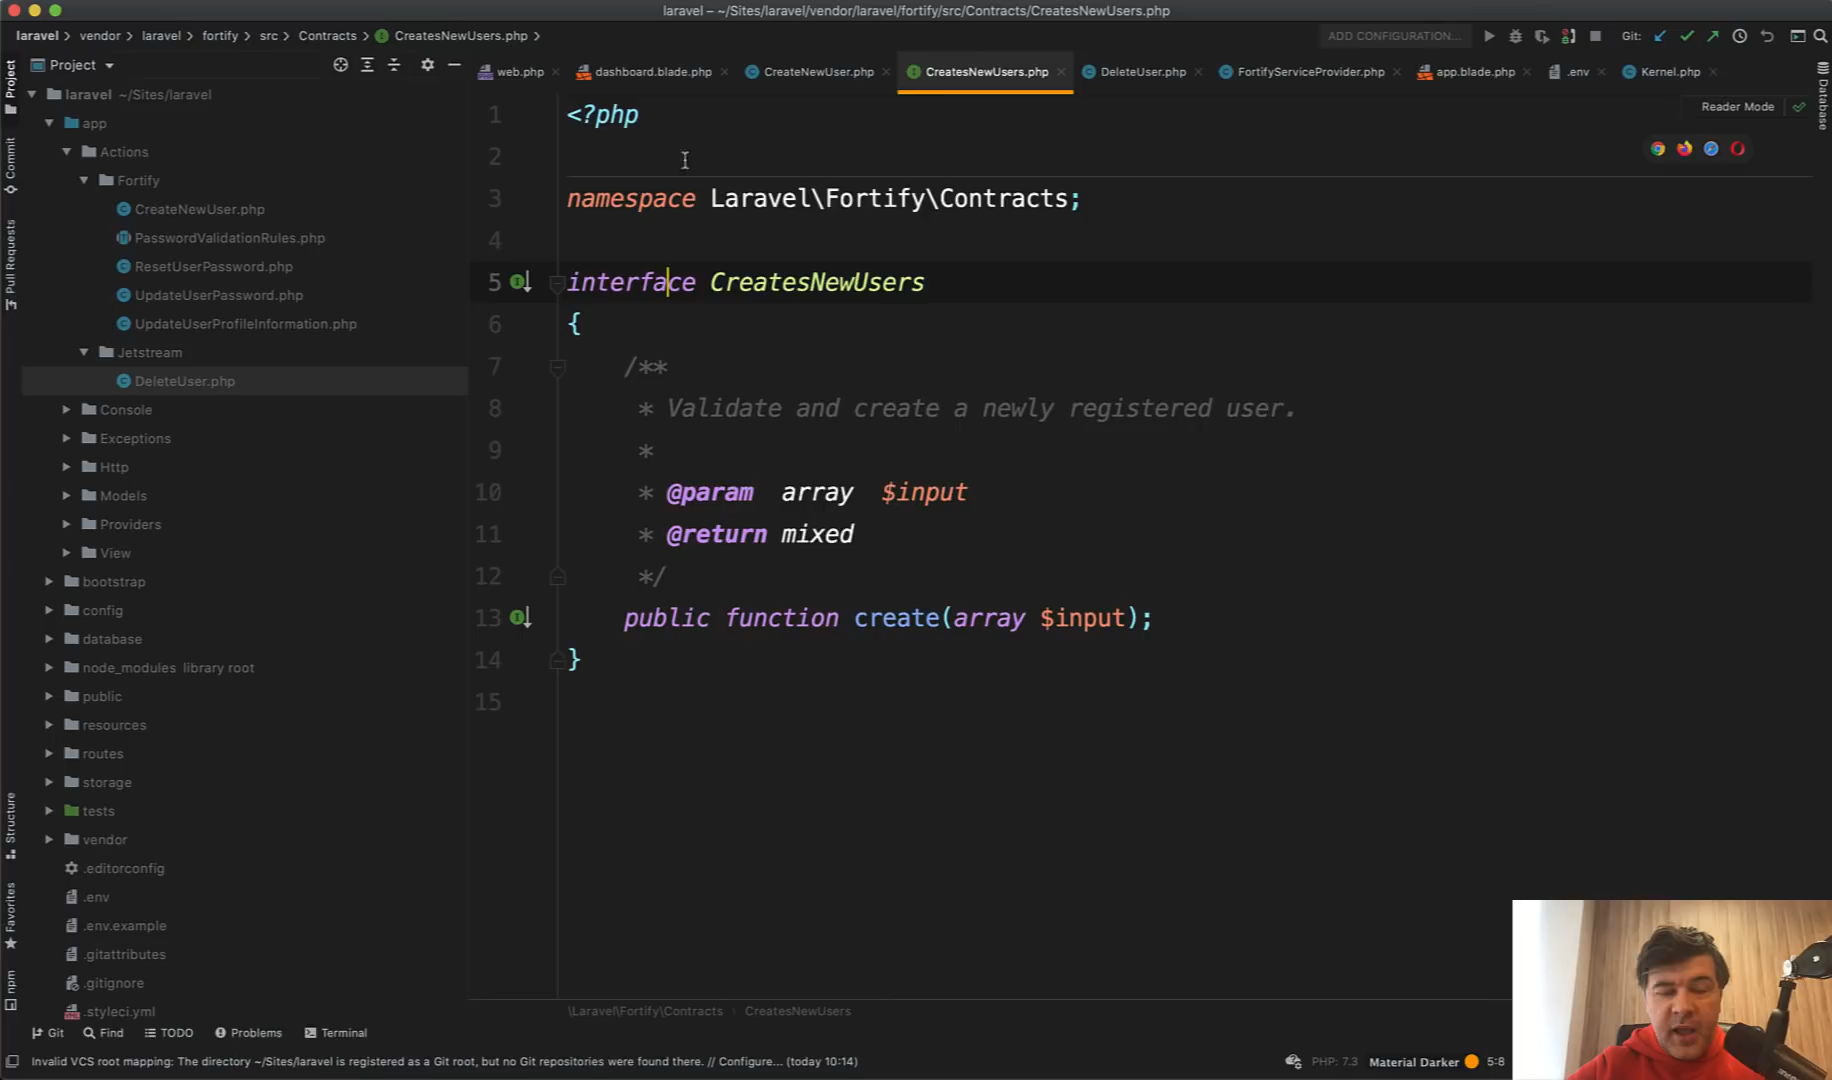 laravel – ~/Sites/laravel/vendor/laravel/fortify/src/Contracts/CreatesNewUsers.php
laravel > vendor > laravel > fortify > src > Contracts > CreatesNewUsers.php >
ADD CONFIGURATION...
Git:
Project
web.php
dashboard.blade.php
CreateNewUser.php
CreatesNewUsers.php
DeleteUser.php
FortifyServiceProvider.php
app.blade.php
.env
Kernel.php
Reader Mode
Project
Commit
Pull Requests
Structure
Favorites
npm
Database
laravel ~/Sites/laravel
app
Actions
Fortify
CreateNewUser.php
PasswordValidationRules.php
ResetUserPassword.php
UpdateUserPassword.php
UpdateUserProfileInformation.php
Jetstream
DeleteUser.php
Console
Exceptions
Http
Models
Providers
View
bootstrap
config
database
node_modules library root
public
resources
routes
storage
tests
vendor
.editorconfig
.env
.env.example
.gitattributes
.gitignore
.styleci.yml
1 <?php
2
3 namespace Laravel\Fortify\Contracts;
4
5 interface CreatesNewUsers
6 {
7 /**
8 * Validate and create a newly registered user.
9 *
10 * @param array $input
11 * @return mixed
12 */
13 public function create(array $input);
14 }
15
\Laravel\Fortify\Contracts > CreatesNewUsers
Git
Find
TODO
Problems
Terminal
Invalid VCS root mapping: The directory ~/Sites/laravel is registered as a Git root, but no Git repositories were found there. // Configure... (today 10:14)
PHP: 7.3
Material Darker
5:8